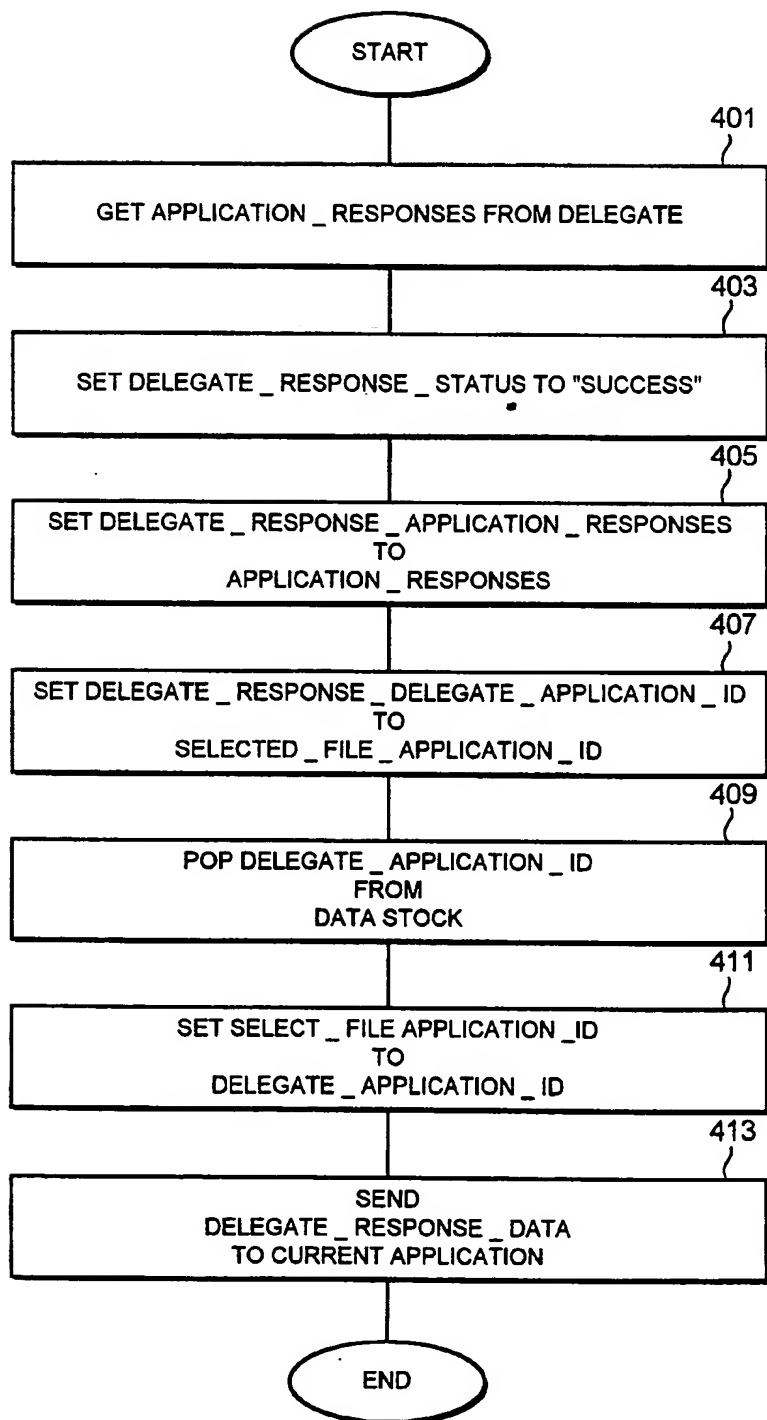 START
401
GET APPLICATION _ RESPONSES FROM DELEGATE
403
SET DELEGATE _ RESPONSE _ STATUS TO "SUCCESS"
405
SET DELEGATE _ RESPONSE _ APPLICATION _ RESPONSES
TO
APPLICATION _ RESPONSES
407
SET DELEGATE _ RESPONSE _ DELEGATE _ APPLICATION _ ID
TO
SELECTED _ FILE _ APPLICATION _ ID
409
POP DELEGATE _ APPLICATION _ ID
FROM
DATA STOCK
411
SET SELECT _ FILE APPLICATION _ID
TO
DELEGATE _ APPLICATION _ ID
413
SEND
DELEGATE _ RESPONSE _ DATA
TO CURRENT APPLICATION
END